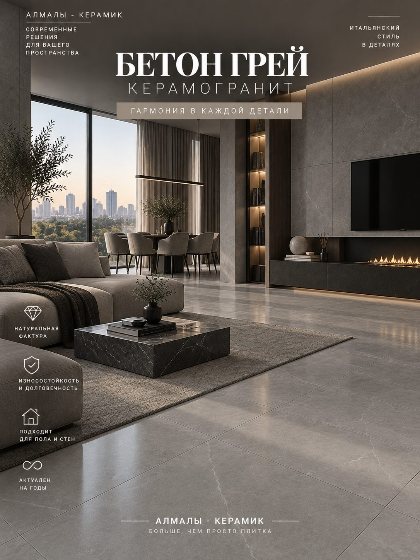 АЛМАЛЫ - КЕРАМИК
СОВРЕМЕННЫЕ
РЕШЕНИЯ
ДЛЯ ВАШЕГО
ПРОСТРАНСТВА
ИТАЛЬЯНСКИЙ
СТИЛЬ
В ДЕТАЛЯХ
БЕТОН ГРЕЙ
КЕРАМОГРАНИТ
ГАРМОНИЯ В КАЖДОЙ ДЕТАЛИ
НАТУРАЛЬНАЯ
ФАКТУРА
ИЗНОСОСТОЙКОСТЬ
И ДОЛГОВЕЧНОСТЬ
ПОДХОДИТ
ДЛЯ ПОЛА И СТЕН
АКТУАЛЕН
НА ГОДЫ
АЛМАЛЫ - КЕРАМИК
БОЛЬШЕ, ЧЕМ ПРОСТО ПЛИТКА